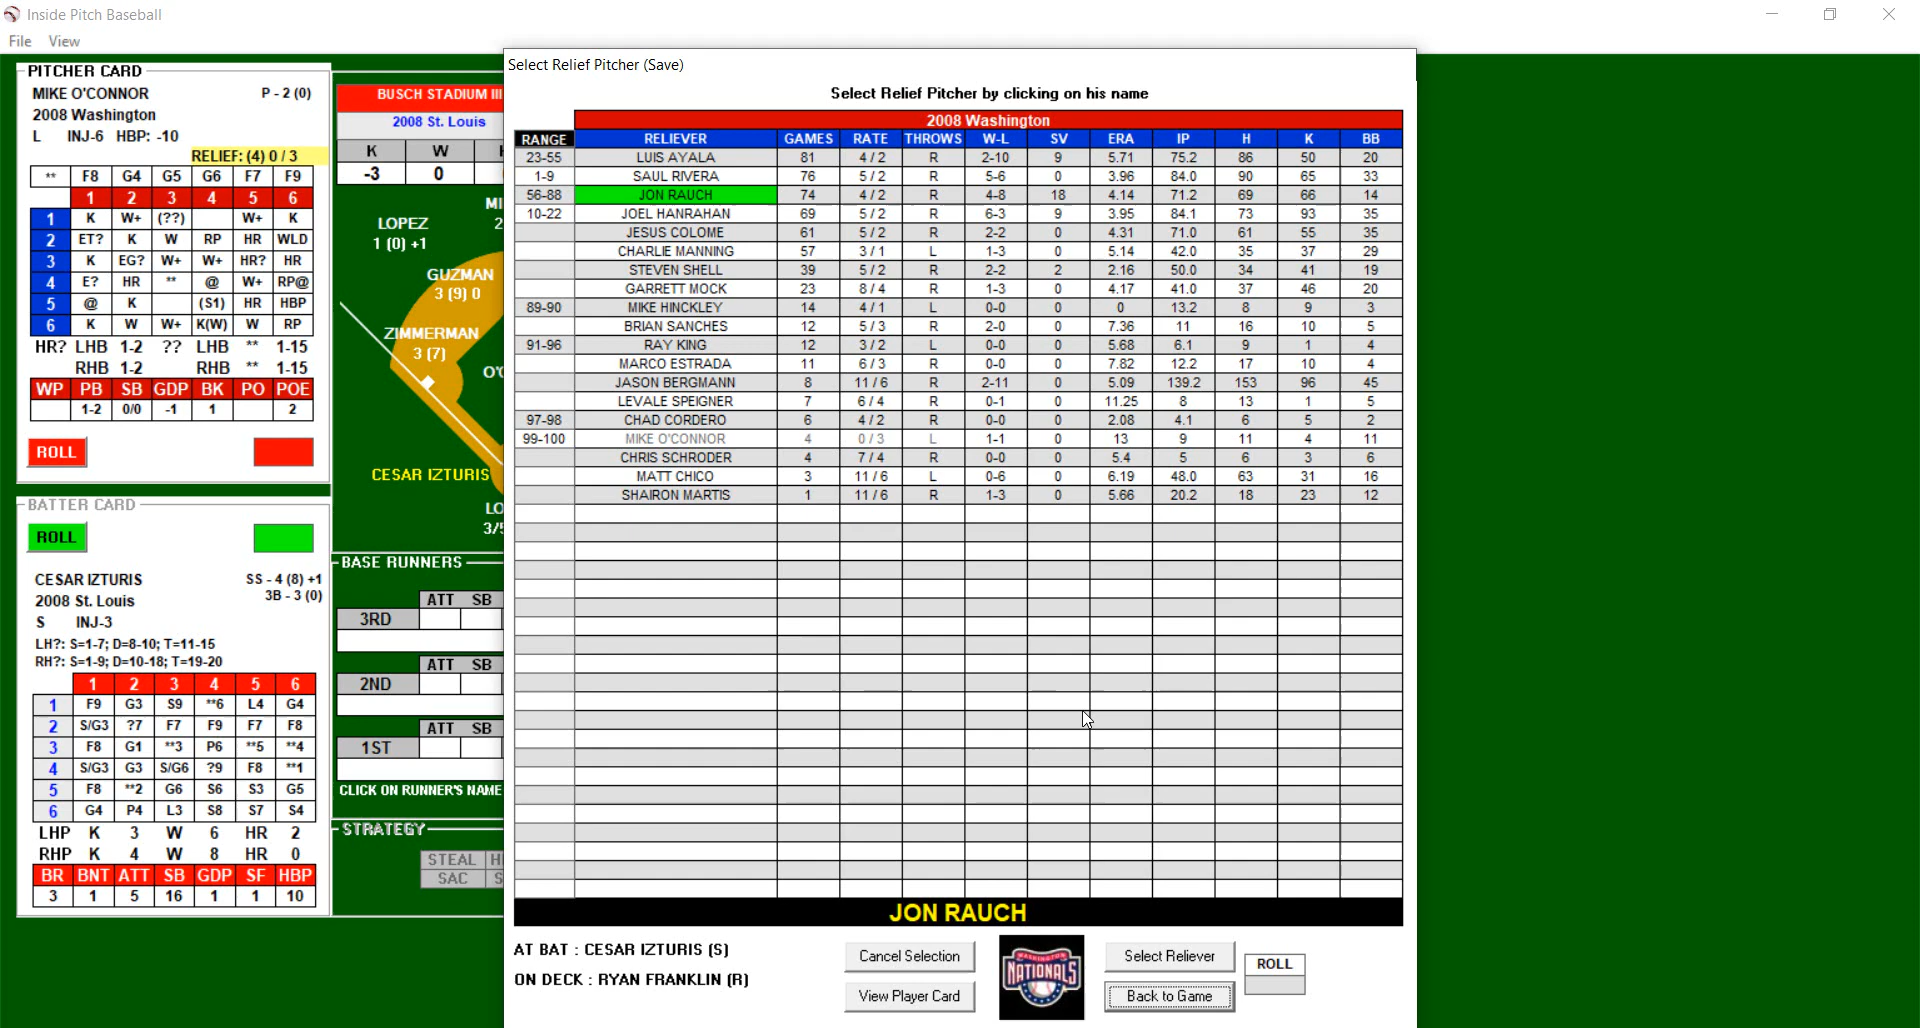 Inside Pitch Baseball
File View
PITCHER CARD
MIKE O'CONNOR P - 2 (0)
2008 Washington
L INJ-6 HBP: -10
RELIEF: (4) 0 / 3
** F8 G4 G5 G6 F7 F9
1 2 3 4 5 6
1 K W+ (??) W+ K
2 ET? K W RP HR WLD
3 K EG? W+ W+ HR? HR
4 E? HR ** @ W+ RP@
5 @ K (S1) HR HBP
6 K W W+ K(W) W RP
HR? LHB 1-2 ?? LHB ** 1-15
RHB 1-2 RHB ** 1-15
WP PB SB GDP BK PO POE
1-2 0/0 -1 1 2
ROLL
BATTER CARD
ROLL
CESAR IZTURIS SS - 4 (8) +1
2008 St. Louis 3B - 3 (0)
S INJ-3
LH?: S=1-7; D=8-10; T=11-15
RH?: S=1-9; D=10-18; T=19-20
1 2 3 4 5 6
1 F9 G3 S9 **6 L4 G4
2 S/G3 ?7 F7 F9 F7 F8
3 F8 G1 **3 P6 **5 **4
4 S/G3 G3 S/G6 ?9 F8 **1
5 F8 **2 G6 S6 S3 G5
6 G4 P4 L3 S8 S7 S4
LHP K 3 W 6 HR 2
RHP K 4 W 8 HR 0
BR BNT ATT SB GDP SF HBP
3 1 5 16 1 1 10
BUSCH STADIUM III
2008 St. Louis
K W
-3 0
MI
LOPEZ 2
1 (0) +1
GUZMAN
3 (9) 0
ZIMMERMAN
3 (7)
O'C
CESAR IZTURIS
LO
3/5
BASE RUNNERS
ATT SB
3RD
ATT SB
2ND
ATT SB
1ST
CLICK ON RUNNER'S NAME
STRATEGY
STEAL H
SAC S
Select Relief Pitcher (Save)
Select Relief Pitcher by clicking on his name
2008 Washington
RANGE RELIEVER GAMES RATE THROWS W-L SV ERA IP H K BB
23-55 LUIS AYALA 81 4 / 2 R 2-10 9 5.71 75.2 86 50 20
1-9 SAUL RIVERA 76 5 / 2 R 5-6 0 3.96 84.0 90 65 33
56-88 JON RAUCH 74 4 / 2 R 4-8 18 4.14 71.2 69 66 14
10-22 JOEL HANRAHAN 69 5 / 2 R 6-3 9 3.95 84.1 73 93 35
JESUS COLOME 61 5 / 2 R 2-2 0 4.31 71.0 61 55 35
CHARLIE MANNING 57 3 / 1 L 1-3 0 5.14 42.0 35 37 29
STEVEN SHELL 39 5 / 2 R 2-2 2 2.16 50.0 34 41 19
GARRETT MOCK 23 8 / 4 R 1-3 0 4.17 41.0 37 46 20
89-90 MIKE HINCKLEY 14 4 / 1 L 0-0 0 0 13.2 8 9 3
BRIAN SANCHES 12 5 / 3 R 2-0 0 7.36 11 16 10 5
91-96 RAY KING 12 3 / 2 L 0-0 0 5.68 6.1 9 1 4
MARCO ESTRADA 11 6 / 3 R 0-0 0 7.82 12.2 17 10 4
JASON BERGMANN 8 11 / 6 R 2-11 0 5.09 139.2 153 96 45
LEVALE SPEIGNER 7 6 / 4 R 0-1 0 11.25 8 13 1 5
97-98 CHAD CORDERO 6 4 / 2 R 0-0 0 2.08 4.1 6 5 2
99-100 MIKE O'CONNOR 4 0 / 3 L 1-1 0 13 9 11 4 11
CHRIS SCHRODER 4 7 / 4 R 0-0 0 5.4 5 6 3 6
MATT CHICO 3 11 / 6 L 0-6 0 6.19 48.0 63 31 16
SHAIRON MARTIS 1 11 / 6 R 1-3 0 5.66 20.2 18 23 12
JON RAUCH
AT BAT : CESAR IZTURIS (S)
ON DECK : RYAN FRANKLIN (R)
Cancel Selection
View Player Card
WASHINGTON
NATIONALS
Select Reliever
Back to Game
ROLL